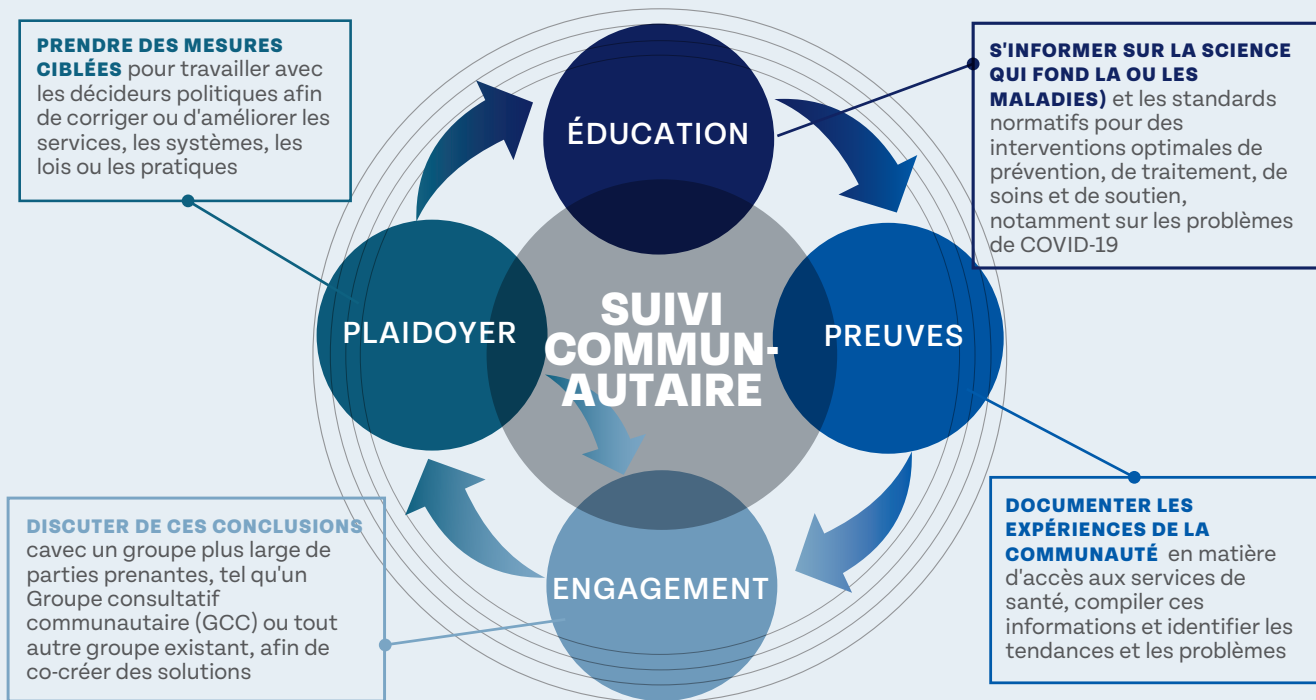 PRENDRE DES MESURES
CIBLÉES pour travailler avec
les décideurs politiques afin
de corriger ou d'améliorer les
services, les systèmes, les
lois ou les pratiques
S'INFORMER SUR LA SCIENCE
QUI FOND LA OU LES
MALADIES) et les standards
normatifs pour des
interventions optimales de
prévention, de traitement, de
soins et de soutien,
notamment sur les problèmes
de COVID-19
ÉDUCATION
PLAIDOYER
SUIVI
COMMUN-
AUTAIRE
PREUVES
ENGAGEMENT
DISCUTER DE CES CONCLUSIONS
cavec un groupe plus large de
parties prenantes, tel qu'un
Groupe consultatif
communautaire (GCC) ou tout
autre groupe existant, afin de
co-créer des solutions
DOCUMENTER LES
EXPÉRIENCES DE LA
COMMUNAUTÉ en matière
d'accès aux services de
santé, compiler ces
informations et identifier les
tendances et les problèmes